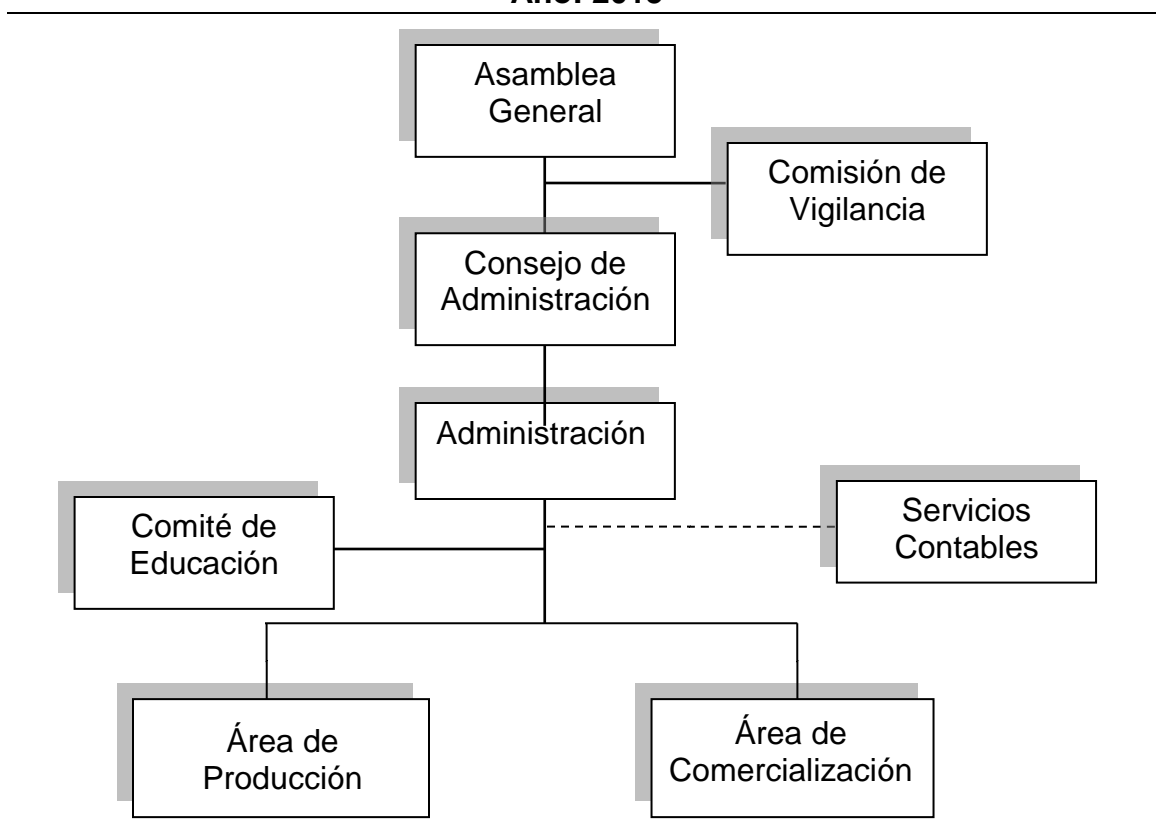 Asamblea
General
Comisión de
Vigilancia
Consejo de
Administración
Administración
Comité de
Educación
Servicios
Contables
Área de
Producción
Área de
Comercialización